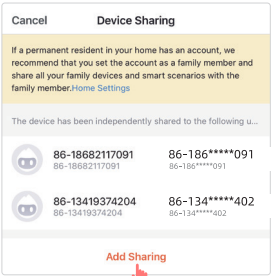 Cancel Device Sharing
If a permanent resident in your home has an account, we
recommend that you set the account as a family member and
share all your family devices and smart scenarios with the
family member.Home Settings
The device has been independently shared to the following u...
86-18682117091 86-186*****091
86-18682117091 86-186*****091
86-13419374204 86-134*****402
86-13419374204 86-134*****402
Add Sharing